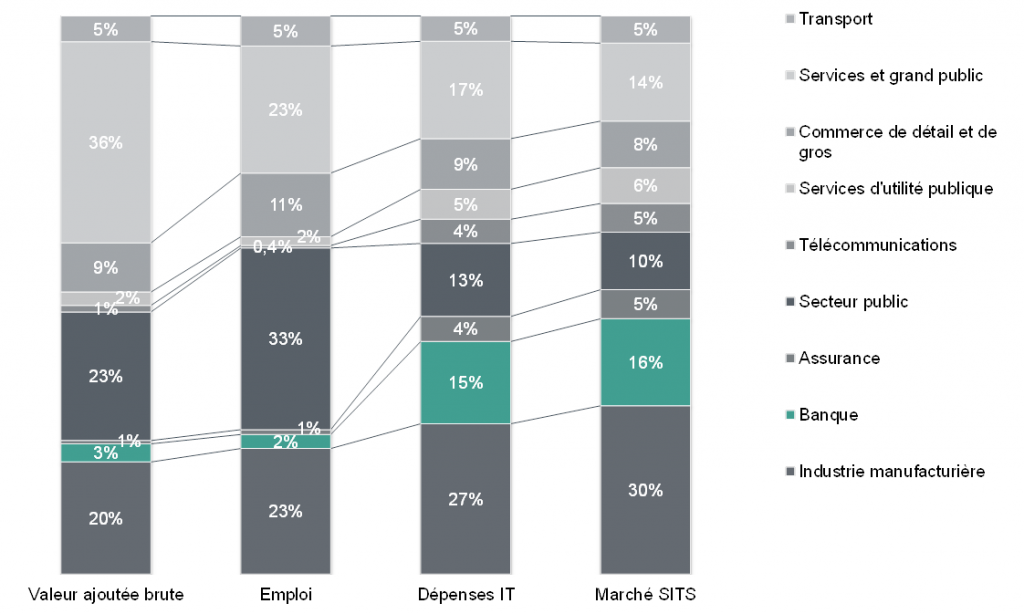 5% 5% 5% 5%
36% 23% 17% 14%
9% 11% 9% 8%
2% 2% 5% 6%
1% 0,4% 4% 5%
23% 33% 13% 10%
1% 1% 4% 5%
3% 2% 15% 16%
20% 23% 27% 30%
Valeur ajoutée brute Emploi Dépenses IT Marché SITS
Transport
Services et grand public
Commerce de détail et de
gros
Services d'utilité publique
Télécommunications
Secteur public
Assurance
Banque
Industrie manufacturière